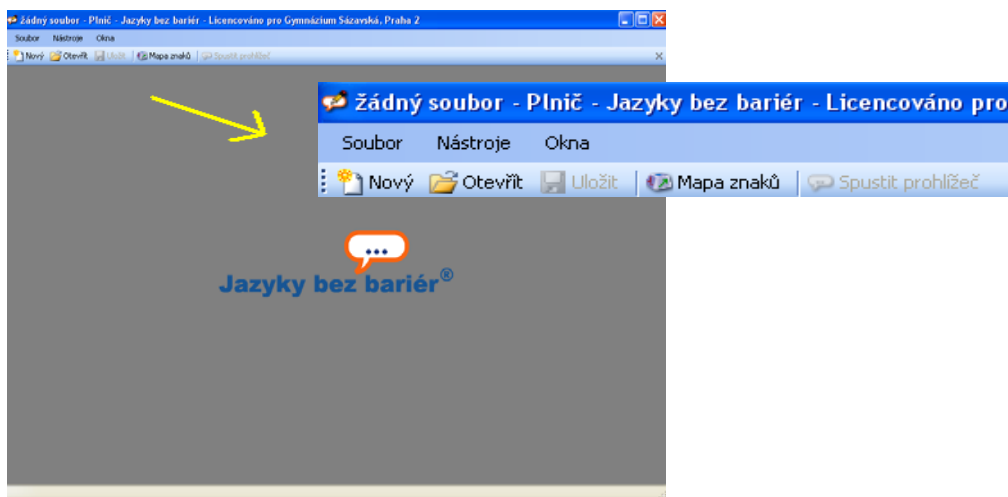 žádný soubor - Plnič - Jazyky bez bariér - Licencováno pro Gymnázium Sázavská, Praha 2
Soubor Nástroje Okna
Nový Otevřít Uložit Mapa znaků Spustit prohlížeč
žádný soubor - Plnič - Jazyky bez bariér - Licencováno pro
Soubor Nástroje Okna
Nový Otevřít Uložit Mapa znaků Spustit prohlížeč
...
Jazyky bez bariér®